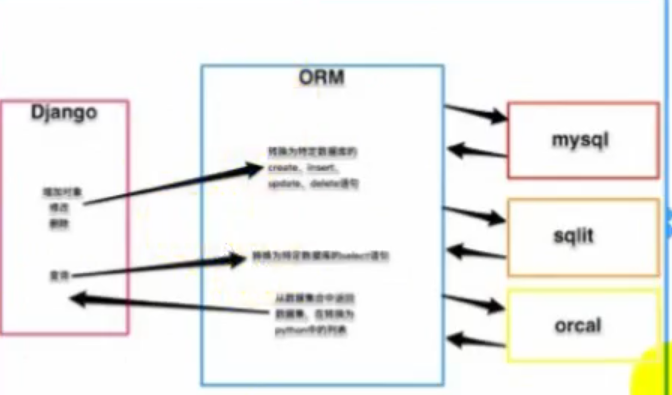 Django
增加对象
修改
删除
查询
ORM
转换为特定数据库的
create、insert、
update、delete语句
转换为特定数据库的select语句
从数据集合中返回
数据集，在转换为
python中的列表
mysql
sqlit
orcal